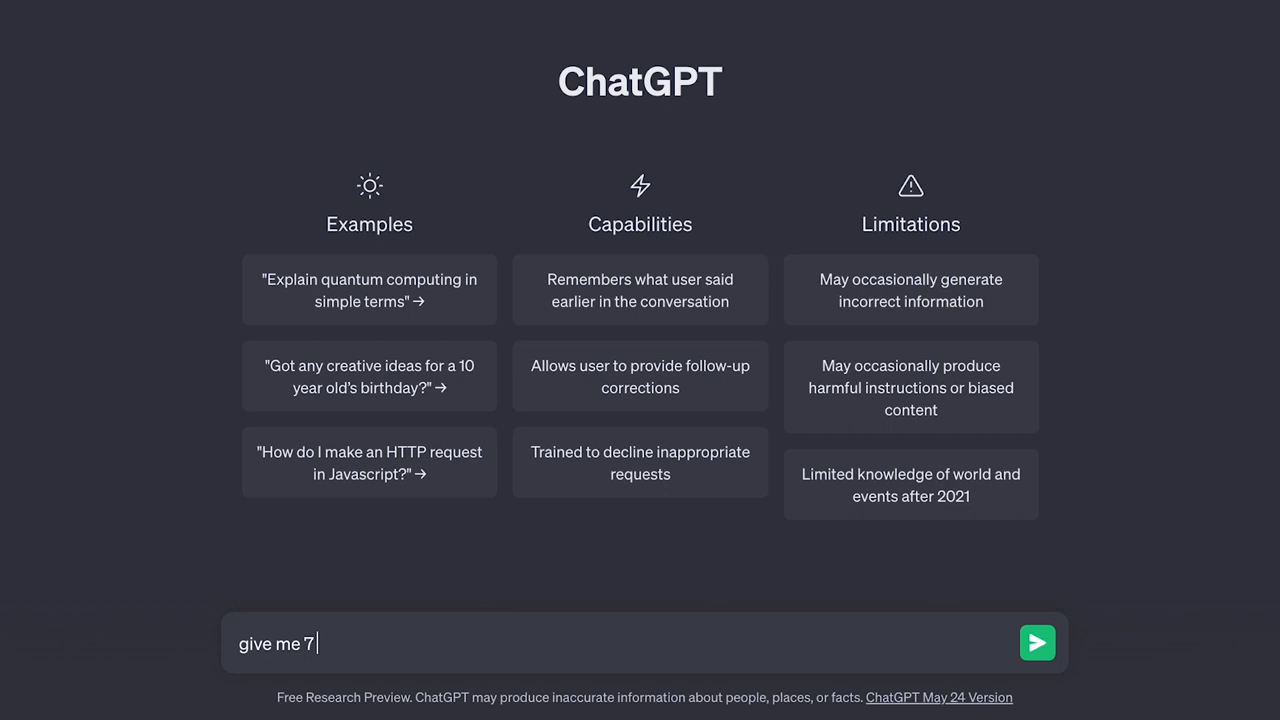 ChatGPT
Examples
"Explain quantum computing in
simple terms" →
"Got any creative ideas for a 10
year old's birthday?" →
"How do I make an HTTP request
in Javascript?" →
Capabilities
Remembers what user said
earlier in the conversation
Allows user to provide follow-up
corrections
Trained to decline inappropriate
requests
Limitations
May occasionally generate
incorrect information
May occasionally produce
harmful instructions or biased
content
Limited knowledge of world and
events after 2021
give me 7
Free Research Preview. ChatGPT may produce inaccurate information about people, places, or facts. ChatGPT May 24 Version